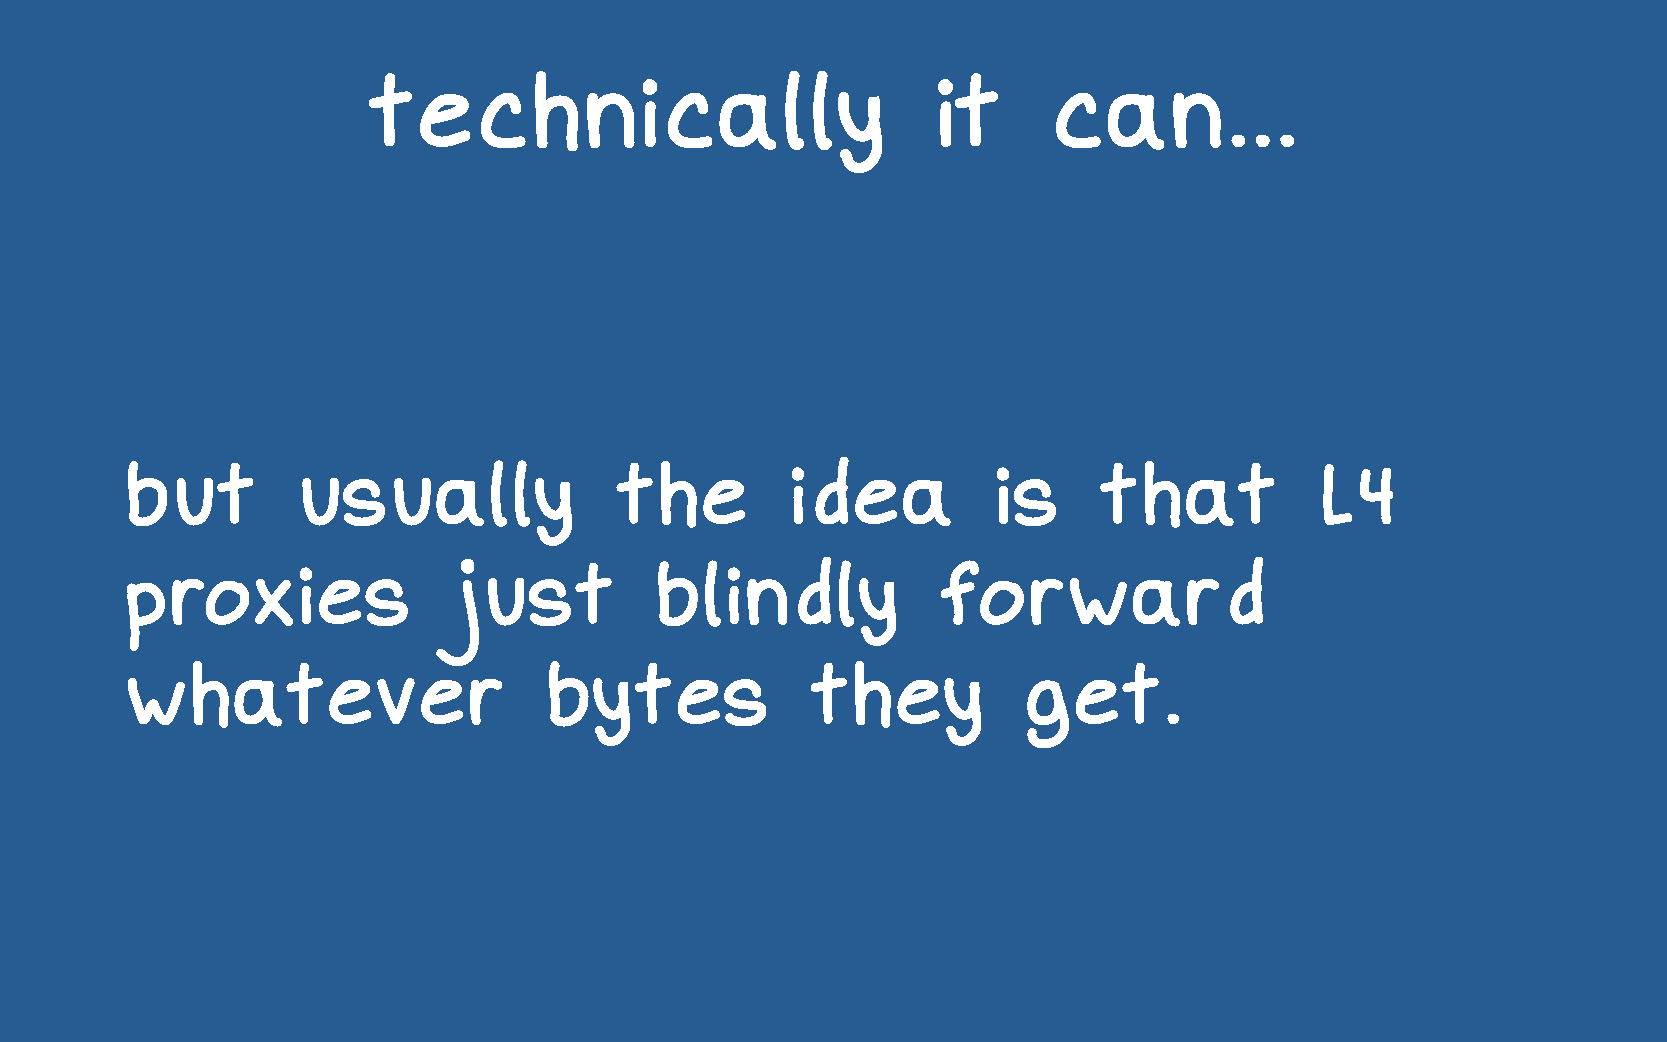 technically it can...
but usually the idea is that L4
proxies just blindly forward
whatever bytes they get.